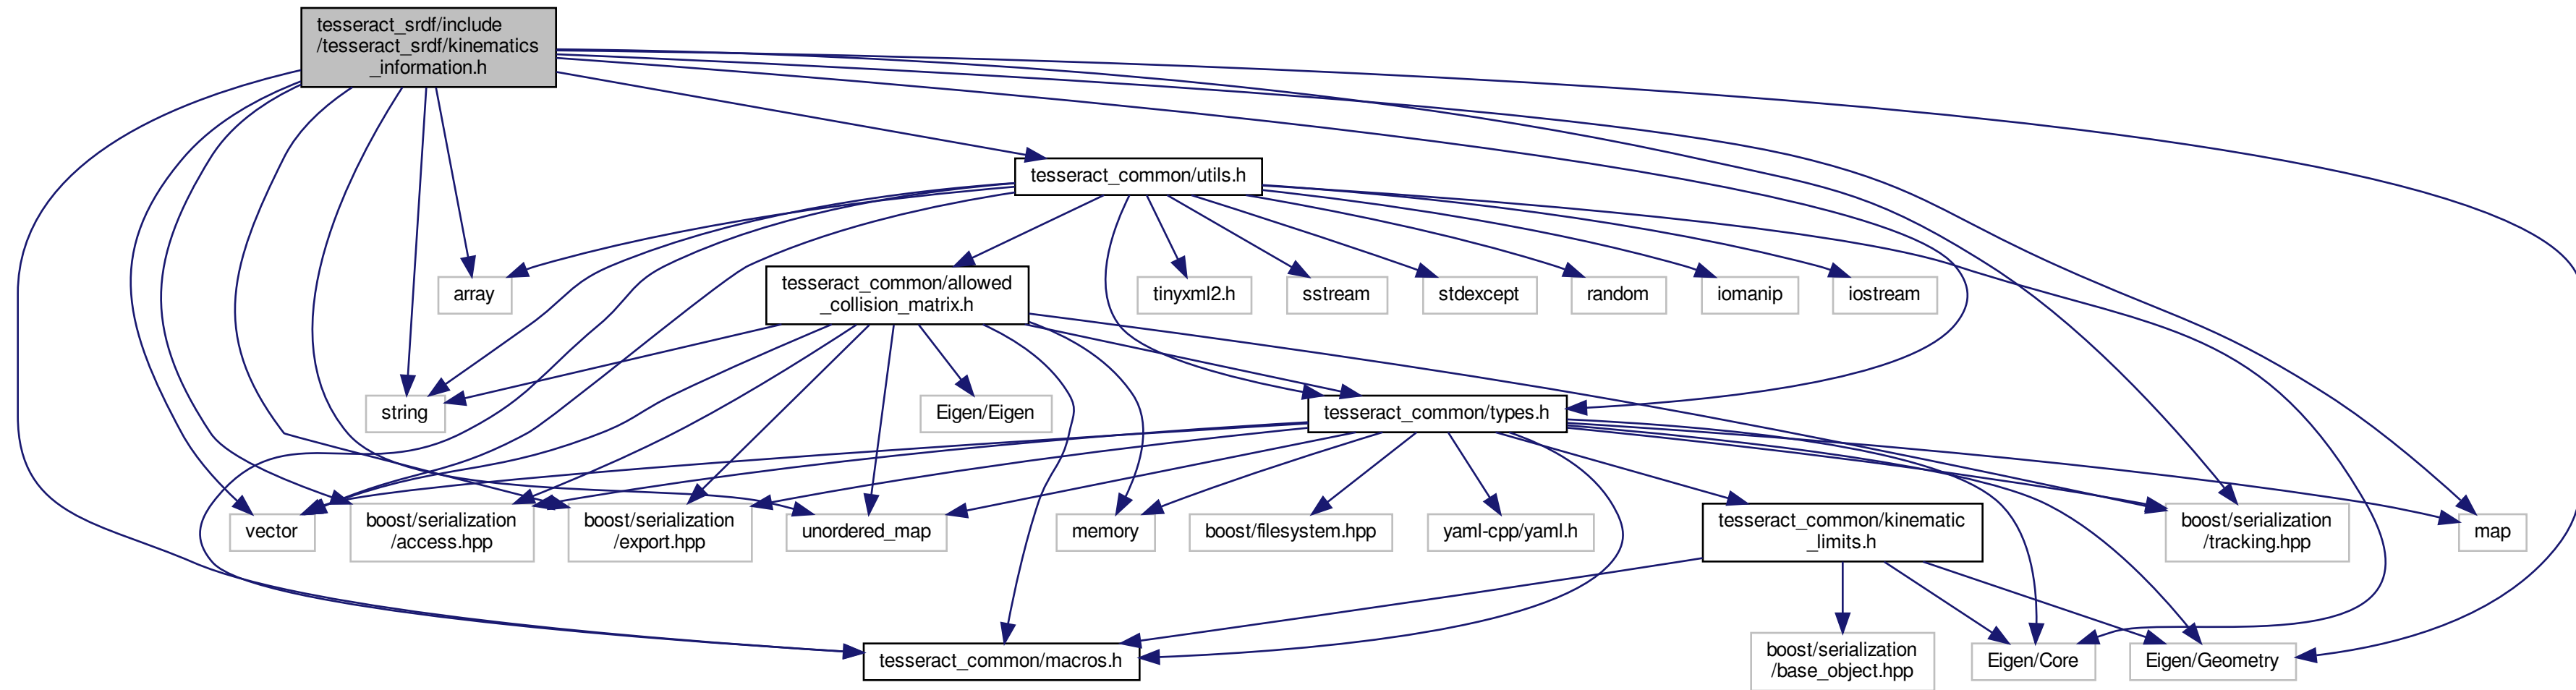 tesseract_srdf/include
/tesseract_srdf/kinematics
_information.h
tesseract_common/utils.h
array
tesseract_common/allowed
_collision_matrix.h
tinyxml2.h
sstream
stdexcept
random
iomanip
iostream
string
Eigen/Eigen
tesseract_common/types.h
vector
boost/serialization
/access.hpp
boost/serialization
/export.hpp
unordered_map
memory
boost/filesystem.hpp
yaml-cpp/yaml.h
tesseract_common/kinematic
_limits.h
boost/serialization
/tracking.hpp
map
tesseract_common/macros.h
boost/serialization
/base_object.hpp
Eigen/Core
Eigen/Geometry